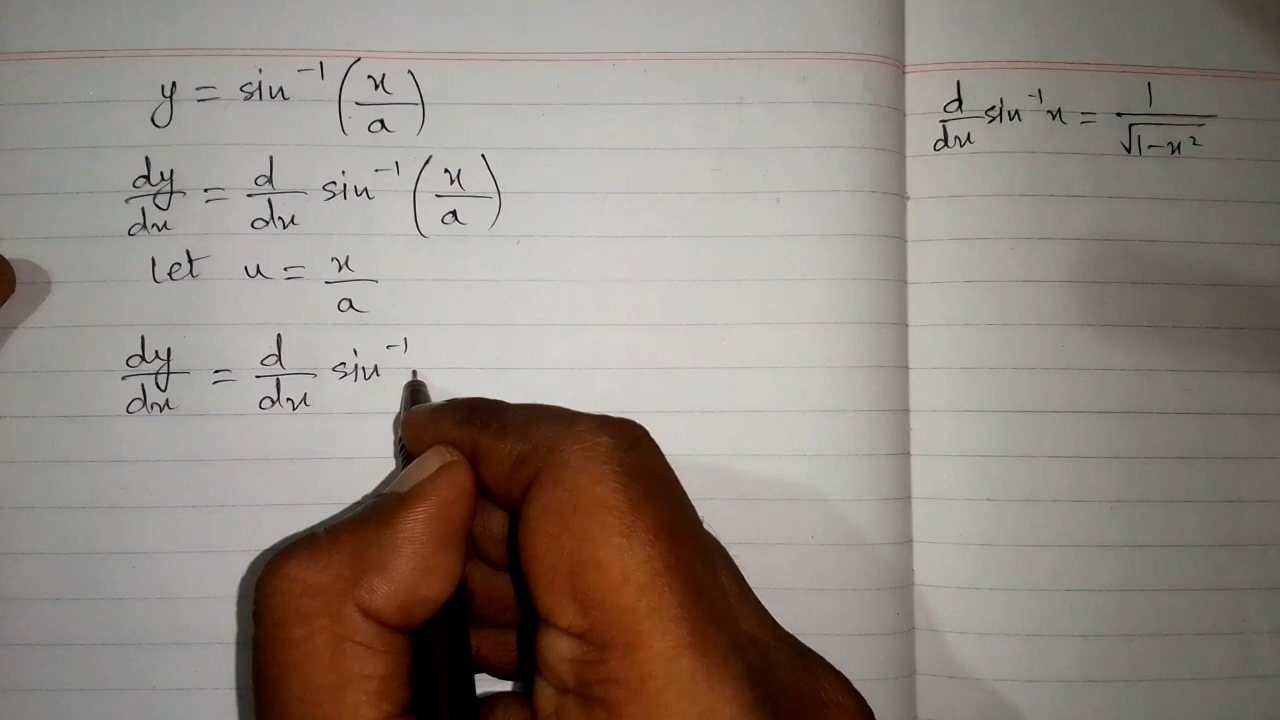 y = sin⁻¹ (x/a)
dy/dx = d/dx sin⁻¹ (x/a)
Let u = x/a
dy/dx = d/dx sin⁻¹
d/dx sin⁻¹x = 1/√(1-x²)